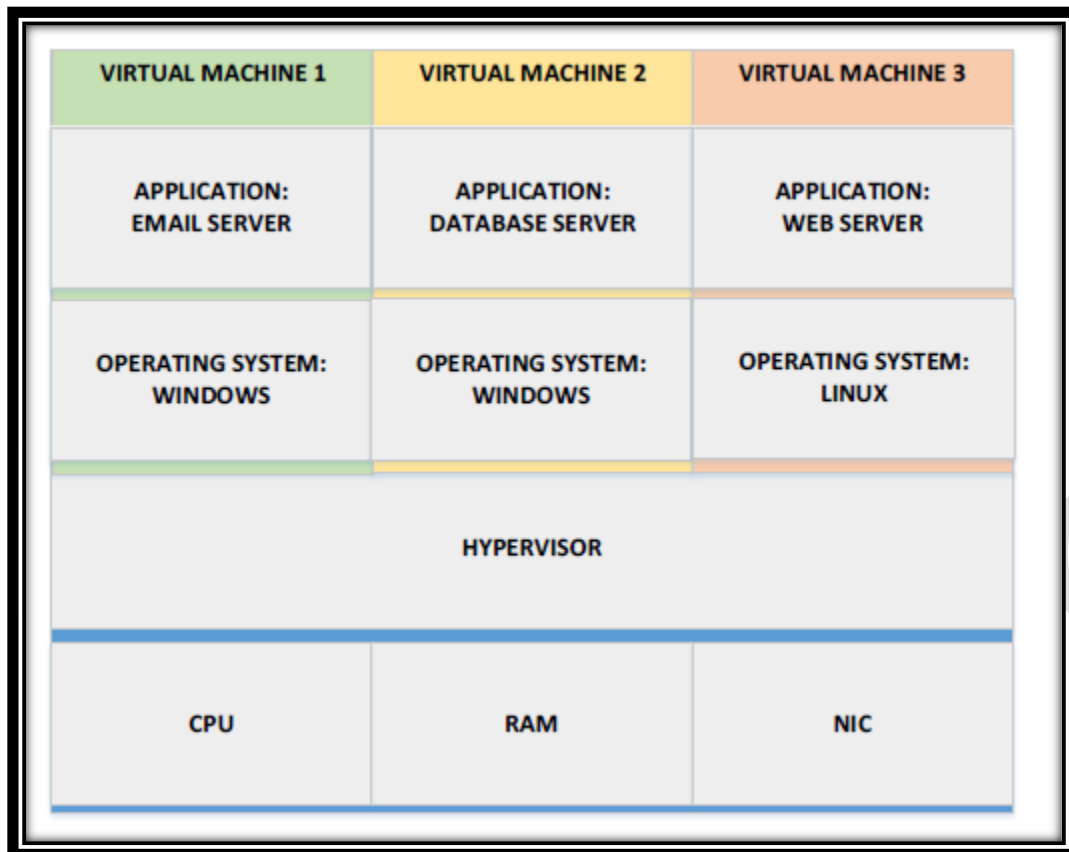 VIRTUAL MACHINE 1
VIRTUAL MACHINE 2
VIRTUAL MACHINE 3
APPLICATION:
EMAIL SERVER
APPLICATION:
DATABASE SERVER
APPLICATION:
WEB SERVER
OPERATING SYSTEM:
WINDOWS
OPERATING SYSTEM:
WINDOWS
OPERATING SYSTEM:
LINUX
HYPERVISOR
CPU
RAM
NIC